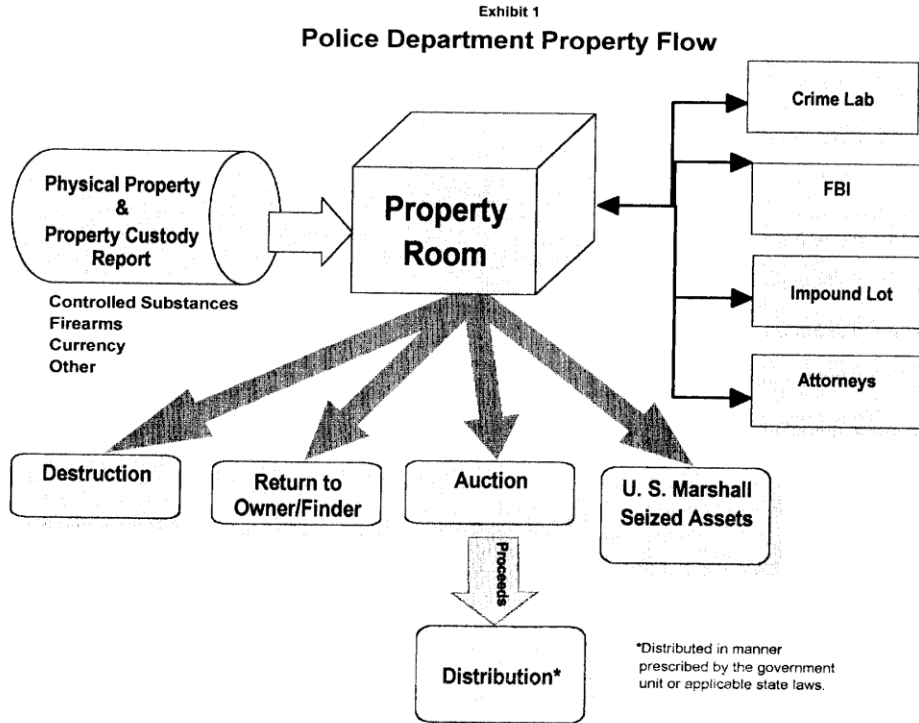 Exhibit 1
Police Department Property Flow
Physical Property
&
Property Custody
Report
Controlled Substances
Firearms
Currency
Other
Property
Room
Crime Lab
FBI
Impound Lot
Attorneys
Destruction
Return to
Owner/Finder
Auction
U. S. Marshall
Seized Assets
Proceeds
Distribution*
*Distributed in manner
prescribed by the government
unit or applicable state laws.